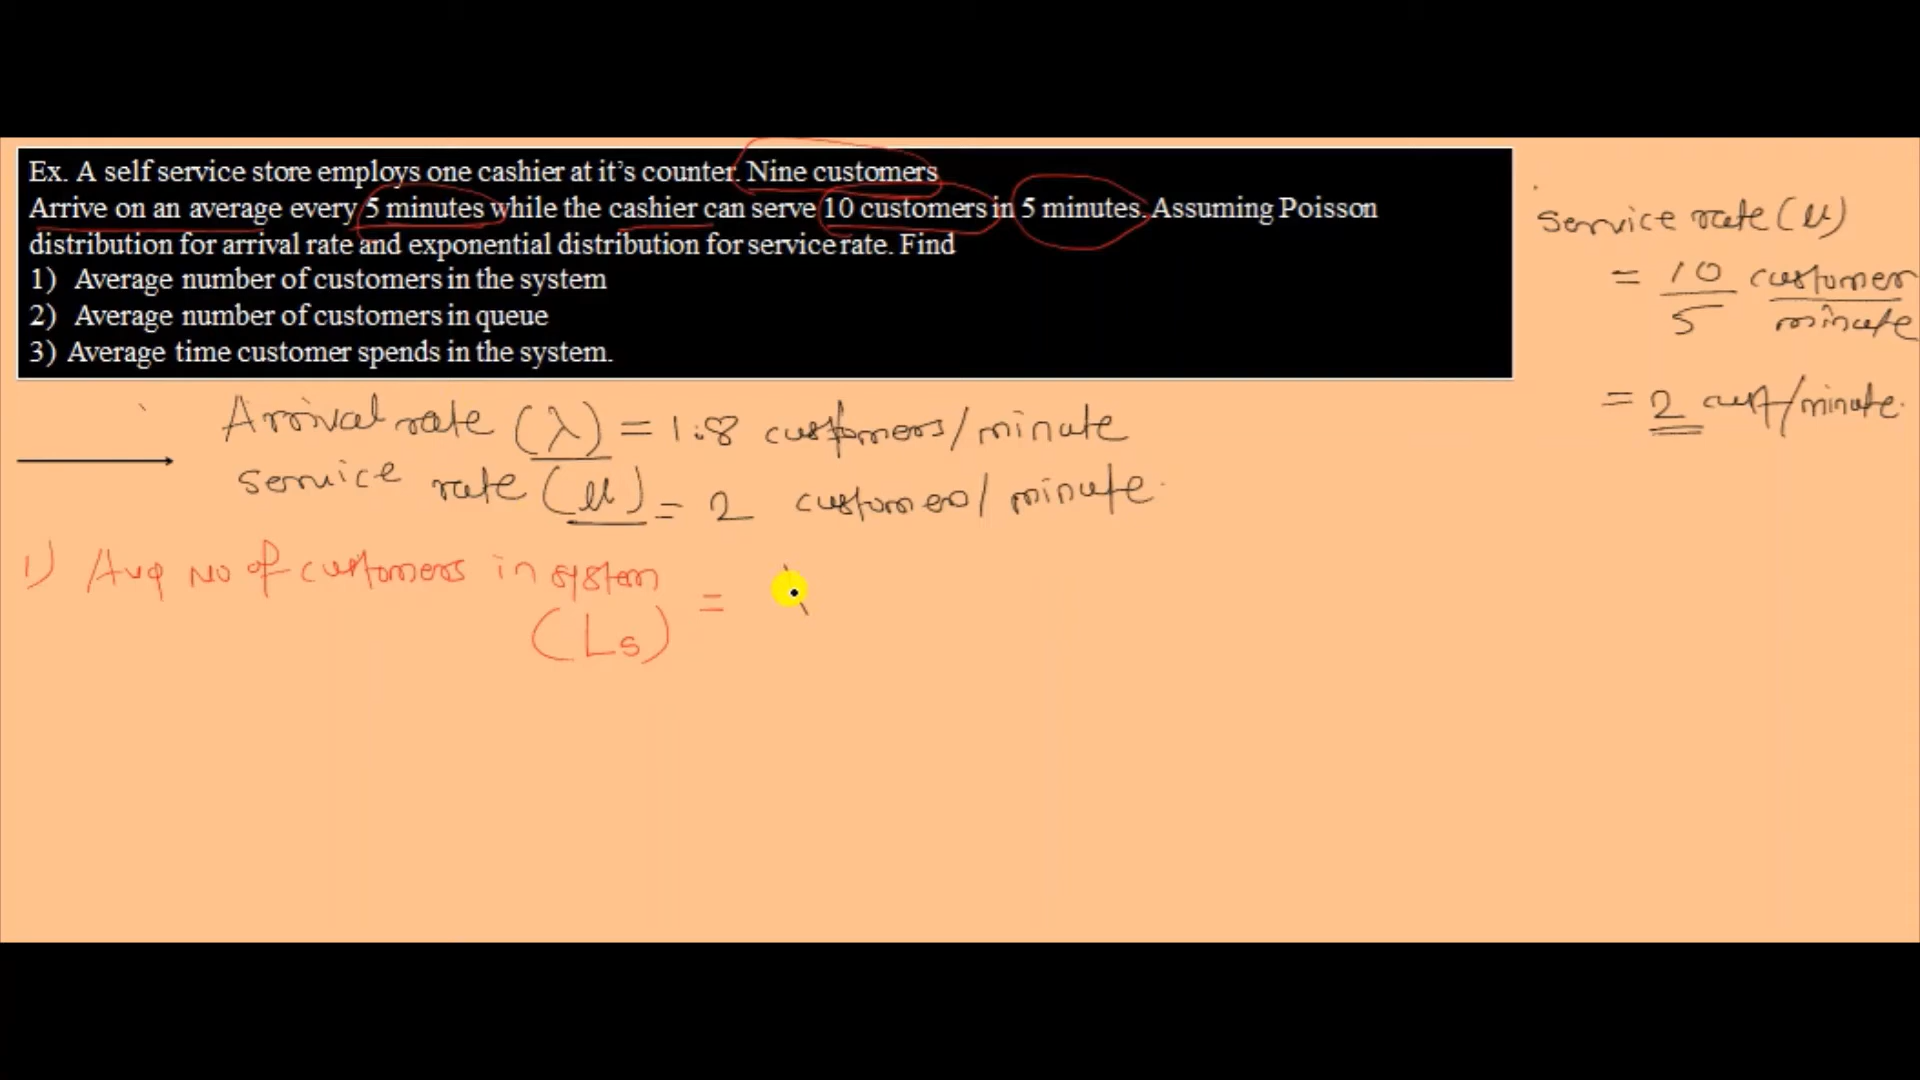 Ex. A self service store employs one cashier at it's counter. Nine customers
Arrive on an average every 5 minutes while the cashier can serve 10 customers in 5 minutes. Assuming Poisson
distribution for arrival rate and exponential distribution for service rate. Find
1) Average number of customers in the system
2) Average number of customers in queue
3) Average time customer spends in the system.
service rate (μ)
= 10/5 customer/minute
= 2 cust/minute.
Arrival rate (λ) = 1.8 customers/minute
service rate (μ) = 2 customers/minute.
1) Avg No of customers in system
(Ls) =